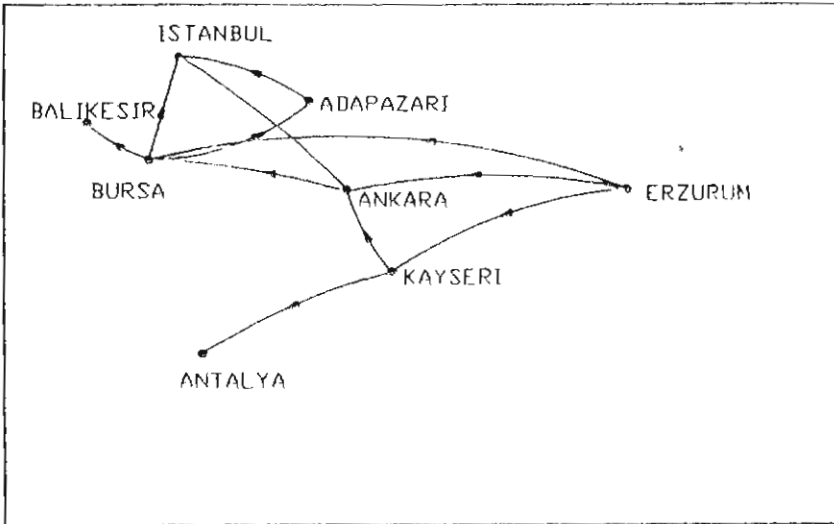 ISTANBUL
ADAPAZARI
BALIKESIR
BURSA
ANKARA
ERZURUM
KAYSERI
ANTALYA